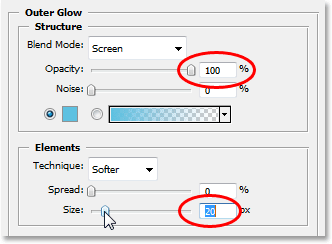 Outer Glow
Structure
Blend Mode: Screen
Opacity: 100 %
Noise: 0 %
Elements
Technique: Softer
Spread: 0 %
Size: 20 px